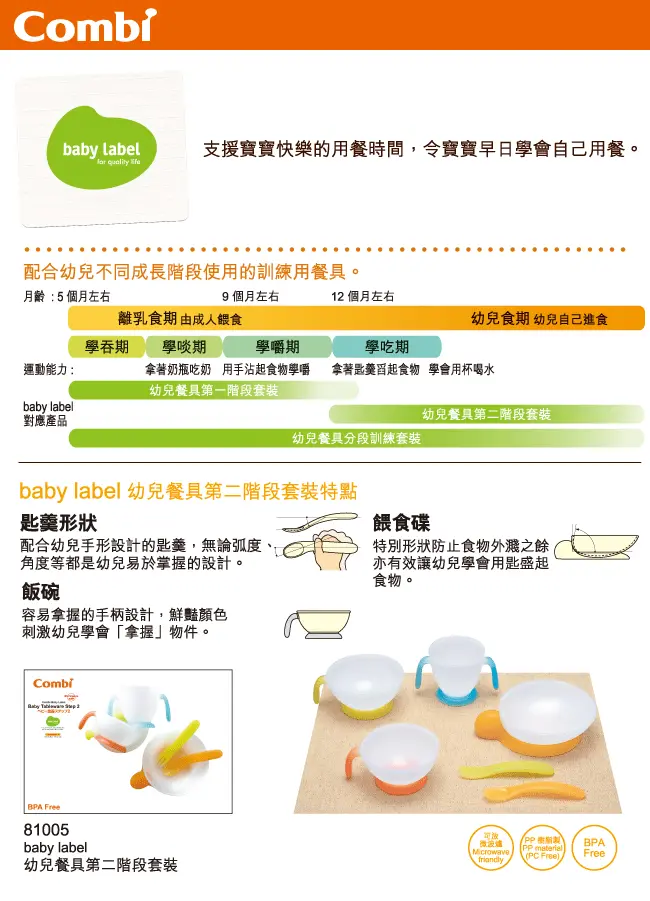 Combi
baby label
for quality life
支援寶寶快樂的用餐時間，令寶寶早日學會自己用餐。
配合幼兒不同成長階段使用的訓練用餐具。
月齡 : 5 個月左右 9 個月左右 12 個月左右
離乳食期 由成人餵食 幼兒食期 幼兒自己進食
學吞期 學啖期 學嚼期 學吃期
運動能力 : 拿著奶瓶吃奶 用手沾起食物學嚼 拿著匙羹舀起食物 學會用杯喝水
幼兒餐具第一階段套裝
baby label
對應產品
幼兒餐具第二階段套裝
幼兒餐具分段訓練套裝
baby label 幼兒餐具第二階段套裝特點
匙羹形狀
配合幼兒手形設計的匙羹，無論弧度、
角度等都是幼兒易於掌握的設計。
飯碗
容易拿握的手柄設計，鮮豔顏色
刺激幼兒學會「拿握」物件。
餵食碟
特別形狀防止食物外濺之餘
亦有效讓幼兒學會用匙盛起
食物。
Combi
Baby Tableware Step 2
BPA Free
81005
baby label
幼兒餐具第二階段套裝
可放
微波爐
Microwave
friendly
PP 樹脂製
PP material
(PC Free)
BPA
Free